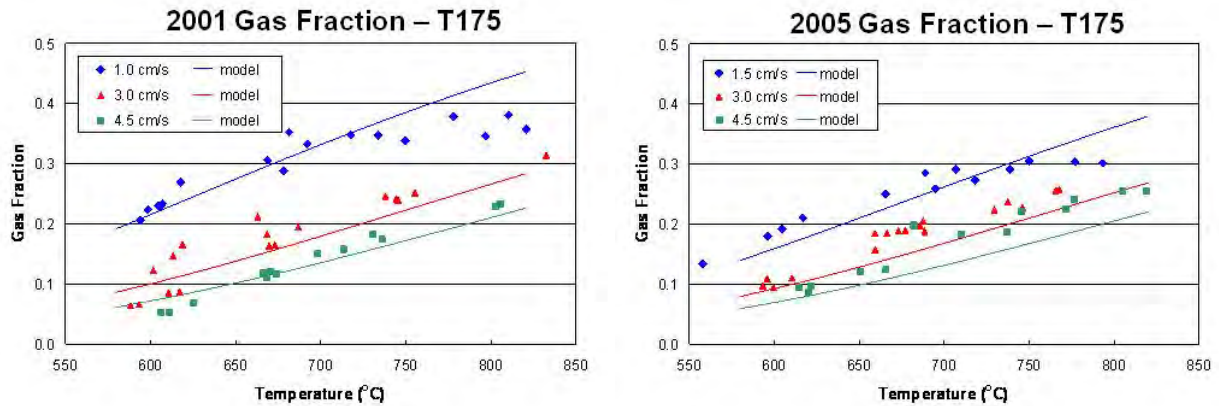 2001 Gas Fraction – T175
0.5
0.4
0.3
0.2
0.1
0.0
Gas Fraction
1.0 cm/s model
3.0 cm/s model
4.5 cm/s model
550 600 650 700 750 800 850
Temperature (°C)
2005 Gas Fraction – T175
0.5
0.4
0.3
0.2
0.1
0.0
Gas Fraction
1.5 cm/s model
3.0 cm/s model
4.5 cm/s model
550 600 650 700 750 800 850
Temperature (°C)